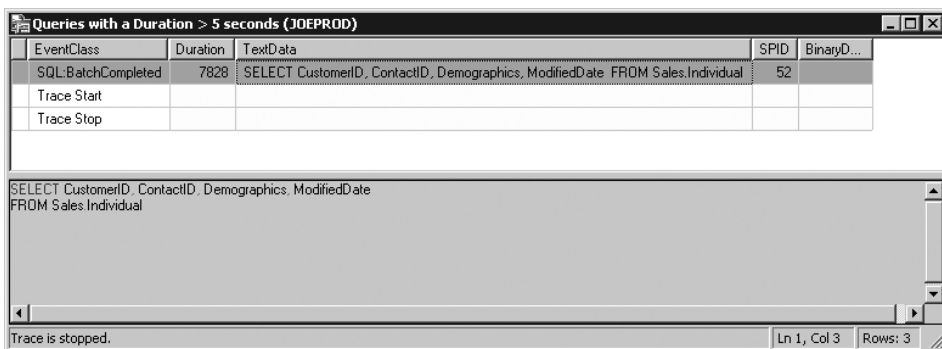 Queries with a Duration > 5 seconds (JOEPROD)
EventClass Duration TextData SPID BinaryD...
SQL:BatchCompleted 7828 SELECT CustomerID, ContactID, Demographics, ModifiedDate FROM Sales.Individual 52
Trace Start
Trace Stop
SELECT CustomerID, ContactID, Demographics, ModifiedDate
FROM Sales.Individual
Trace is stopped. Ln 1, Col 3 Rows: 3